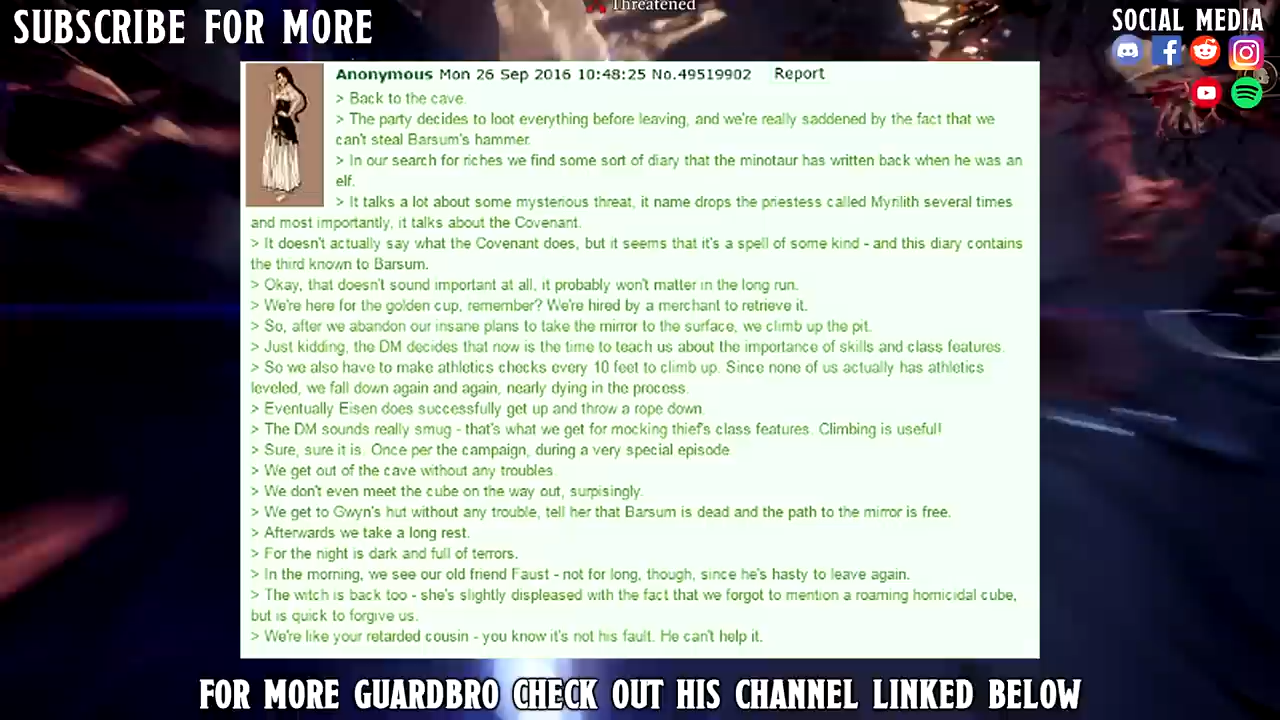 Threatened
SUBSCRIBE FOR MORE
SOCIAL MEDIA
Anonymous Mon 26 Sep 2016 10:48:25 No.49519902 Report
> Back to the cave.
> The party decides to loot everything before leaving, and we're really saddened by the fact that we
can't steal Barsum's hammer.
> In our search for riches we find some sort of diary that the minotaur has written back when he was an
elf.
> It talks a lot about some mysterious threat, it name drops the priestess called Myrilith several times
and most importantly, it talks about the Covenant.
> It doesn't actually say what the Covenant does, but it seems that it's a spell of some kind - and this diary contains
the third known to Barsum.
> Okay, that doesn't sound important at all, it probably won't matter in the long run.
> We're here for the golden cup, remember? We're hired by a merchant to retrieve it.
> So, after we abandon our insane plans to take the mirror to the surface, we climb up the pit.
> Just kidding, the DM decides that now is the time to teach us about the importance of skills and class features.
> So we also have to make athletics checks every 10 feet to climb up. Since none of us actually has athletics
leveled, we fall down again and again, nearly dying in the process.
> Eventually Eisen does successfully get up and throw a rope down.
> The DM sounds really smug - that's what we get for mocking thief's class features. Climbing is useful!
> Sure, sure it is. Once per the campaign, during a very special episode
> We get out of the cave without any troubles.
> We don't even meet the cube on the way out, surpisingly.
> We get to Gwyn's hut without any trouble, tell her that Barsum is dead and the path to the mirror is free.
> Afterwards we take a long rest.
> For the night is dark and full of terrors.
> In the morning, we see our old friend Faust - not for long, though, since he's hasty to leave again.
> The witch is back too - she's slightly displeased with the fact that we forgot to mention a roaming homicidal cube,
but is quick to forgive us.
> We're like your retarded cousin - you know it's not his fault. He can't help it.
FOR MORE GUARDBRO CHECK OUT HIS CHANNEL LINKED BELOW